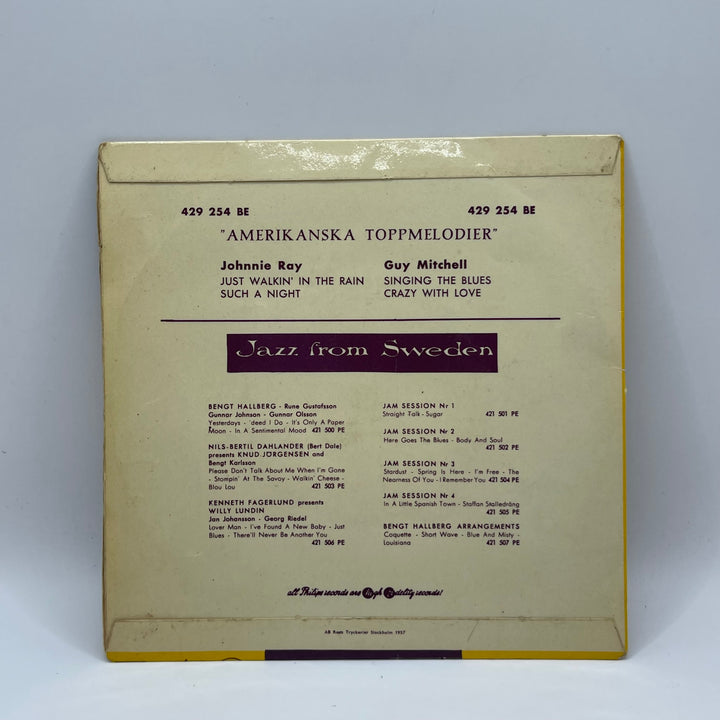 429 254 BE 429 254 BE
"AMERIKANSKA TOPPMELODIER"
Johnnie Ray
JUST WALKIN' IN THE RAIN
SUCH A NIGHT
Guy Mitchell
SINGING THE BLUES
CRAZY WITH LOVE
Jazz from Sweden
BENGT HALLBERG - Rune Gustafsson
Gunnar Johnson - Gunnar Olsson
Yesterdays - 'deed I Do - It's Only A Paper
Moon - In A Sentimental Mood 421 500 PE
NILS-BERTIL DAHLANDER (Bert Dale)
presents KNUD JÖRGENSEN and
Bengt Karlsson
Please Don't Talk About Me When I'm Gone
- Stompin' At The Savoy - Walkin' Cheese -
Blou Lou 421 503 PE
KENNETH FAGERLUND presents
WILLY LUNDIN
Jan Johansson - Georg Riedel
Lover Man - I've Found A New Baby - Just
Blues - There'll Never Be Another You
421 506 PE
JAM SESSION Nr 1
Straight Talk - Sugar 421 501 PE
JAM SESSION Nr 2
Here Goes The Blues - Body And Soul
421 502 PE
JAM SESSION Nr 3
Stardust - Spring Is Here - I'm Free - The
Nearness Of You - I Remember You 421 504 PE
JAM SESSION Nr 4
In A Little Spanish Town - Staffan Stalledräng
421 505 PE
BENGT HALLBERG ARRANGEMENTS
Coquette - Short Wave - Blue And Misty -
Louisiana 421 507 PE
all Philips records are High Fidelity records!
AB Roos Tryckerier Stockholm 1957